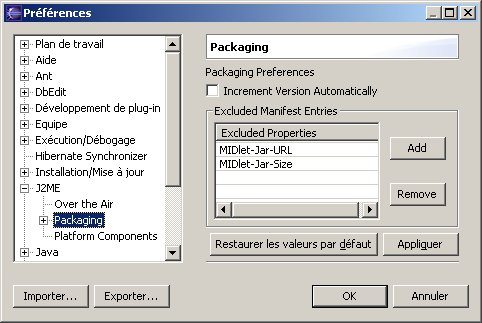 Préférences
Plan de travail
Aide
Ant
DbEdit
Développement de plug-in
Equipe
Exécution/Débogage
Hibernate Synchronizer
Installation/Mise à jour
J2ME
Over the Air
Packaging
Platform Components
Java
Packaging
Packaging Preferences
Increment Version Automatically
Excluded Manifest Entries
Excluded Properties
MIDlet-Jar-URL
MIDlet-Jar-Size
Add
Remove
Restaurer les valeurs par défaut
Appliquer
Importer...
Exporter...
OK
Annuler